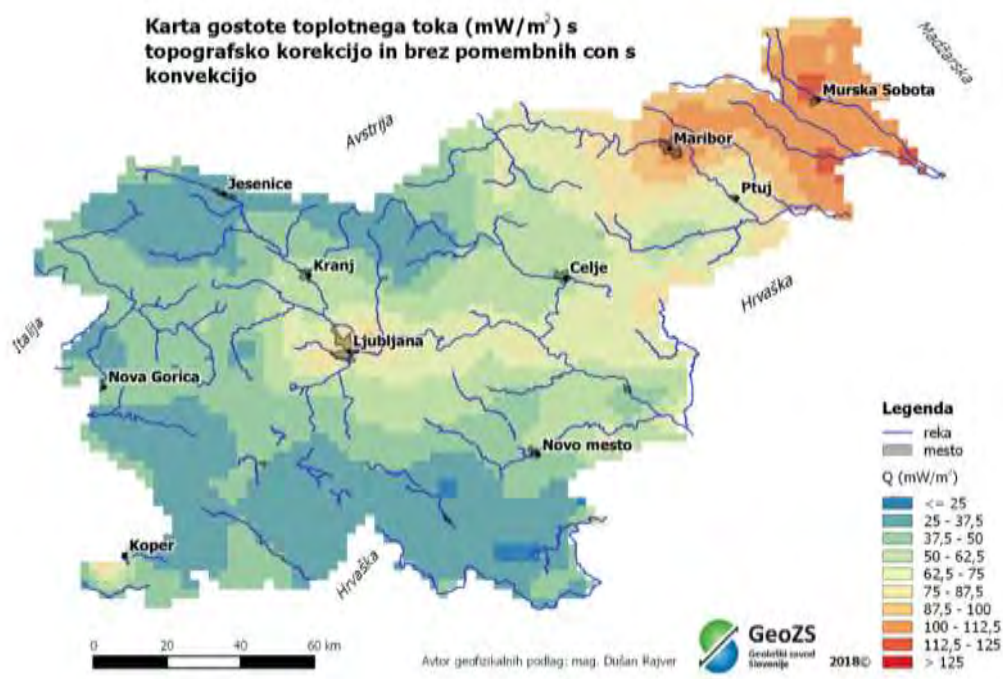 Karta gostote toplotnega toka (mW/m²) s
topografsko korekcijo in brez pomembnih con s
konvekcijo
Madžarska
Murska Sobota
Avstrija
Maribor
Ptuj
Jesenice
Kranj
Celje
Hrvaška
Italija
Ljubljana
Nova Gorica
Novo mesto
Koper
Hrvaška
Legenda
reka
mesto
Q (mW/m²)
<= 25
25 - 37,5
37,5 - 50
50 - 62,5
62,5 - 75
75 - 87,5
87,5 - 100
100 - 112,5
112,5 - 125
> 125
0 20 40 60 km
Avtor geofizikalnih podlag: mag. Dušan Rajver
GeoZS
Geološki zavod
Slovenije
2018©